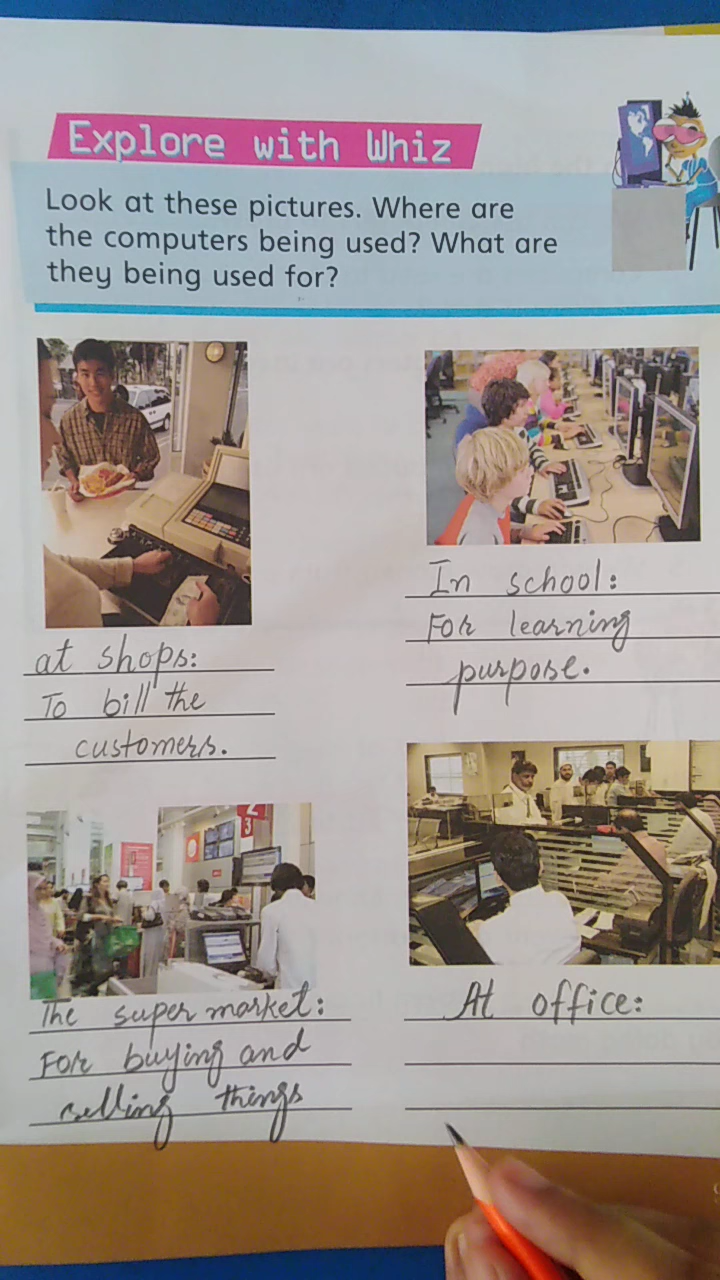 Explore with Whiz
Look at these pictures. Where are
the computers being used? What are
they being used for?
at shops:
To bill the
customers.
In school:
For learning
purpose.
The super market:
For buying and
selling things
At office:
2
3